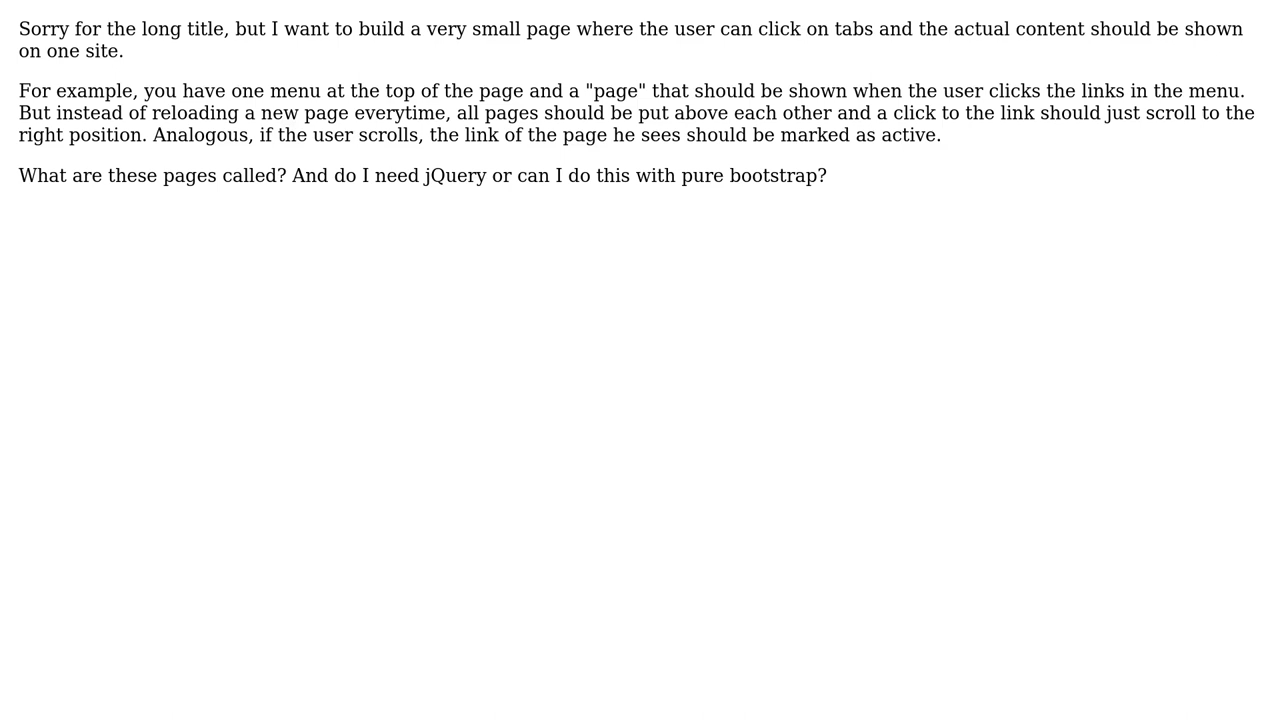 Sorry for the long title, but I want to build a very small page where the user can click on tabs and the actual content should be shown
on one site.
For example, you have one menu at the top of the page and a "page" that should be shown when the user clicks the links in the menu.
But instead of reloading a new page everytime, all pages should be put above each other and a click to the link should just scroll to the
right position. Analogous, if the user scrolls, the link of the page he sees should be marked as active.
What are these pages called? And do I need jQuery or can I do this with pure bootstrap?